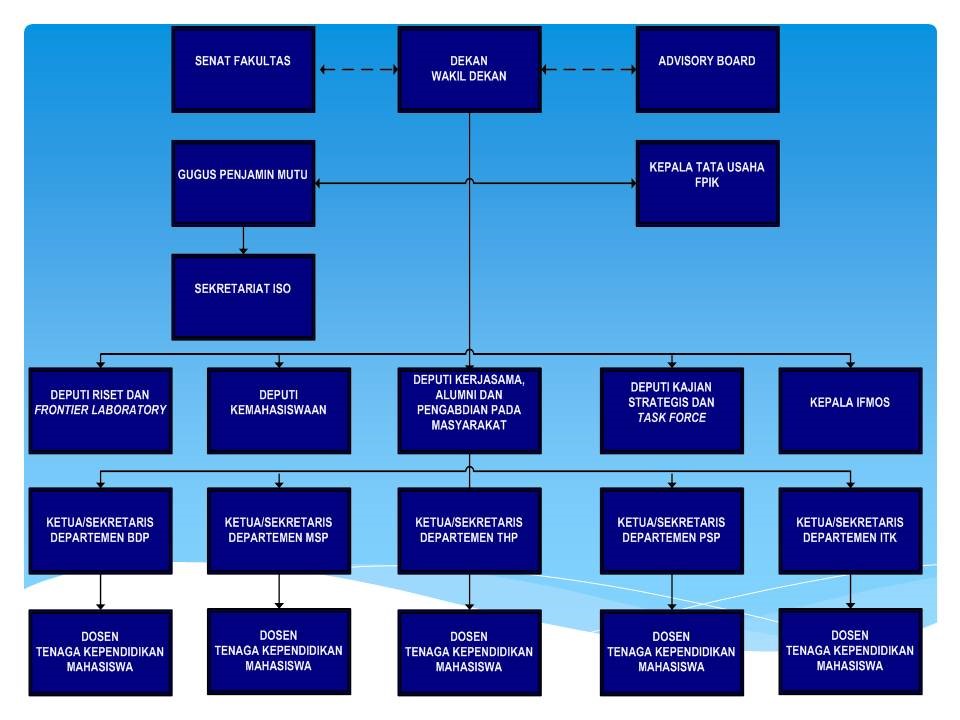 SENAT FAKULTAS
DEKAN
WAKIL DEKAN
ADVISORY BOARD
GUGUS PENJAMIN MUTU
KEPALA TATA USAHA
FPIK
SEKRETARIAT ISO
DEPUTI RISET DAN
FRONTIER LABORATORY
DEPUTI
KEMAHASISWAAN
DEPUTI KERJASAMA,
ALUMNI DAN
PENGABDIAN PADA
MASYARAKAT
DEPUTI KAJIAN
STRATEGIS DAN
TASK FORCE
KEPALA IFMOS
KETUA/SEKRETARIS
DEPARTEMEN BDP
KETUA/SEKRETARIS
DEPARTEMEN MSP
KETUA/SEKRETARIS
DEPARTEMEN THP
KETUA/SEKRETARIS
DEPARTEMEN PSP
KETUA/SEKRETARIS
DEPARTEMEN ITK
DOSEN
TENAGA KEPENDIDIKAN
MAHASISWA
DOSEN
TENAGA KEPENDIDIKAN
MAHASISWA
DOSEN
TENAGA KEPENDIDIKAN
MAHASISWA
DOSEN
TENAGA KEPENDIDIKAN
MAHASISWA
DOSEN
TENAGA KEPENDIDIKAN
MAHASISWA